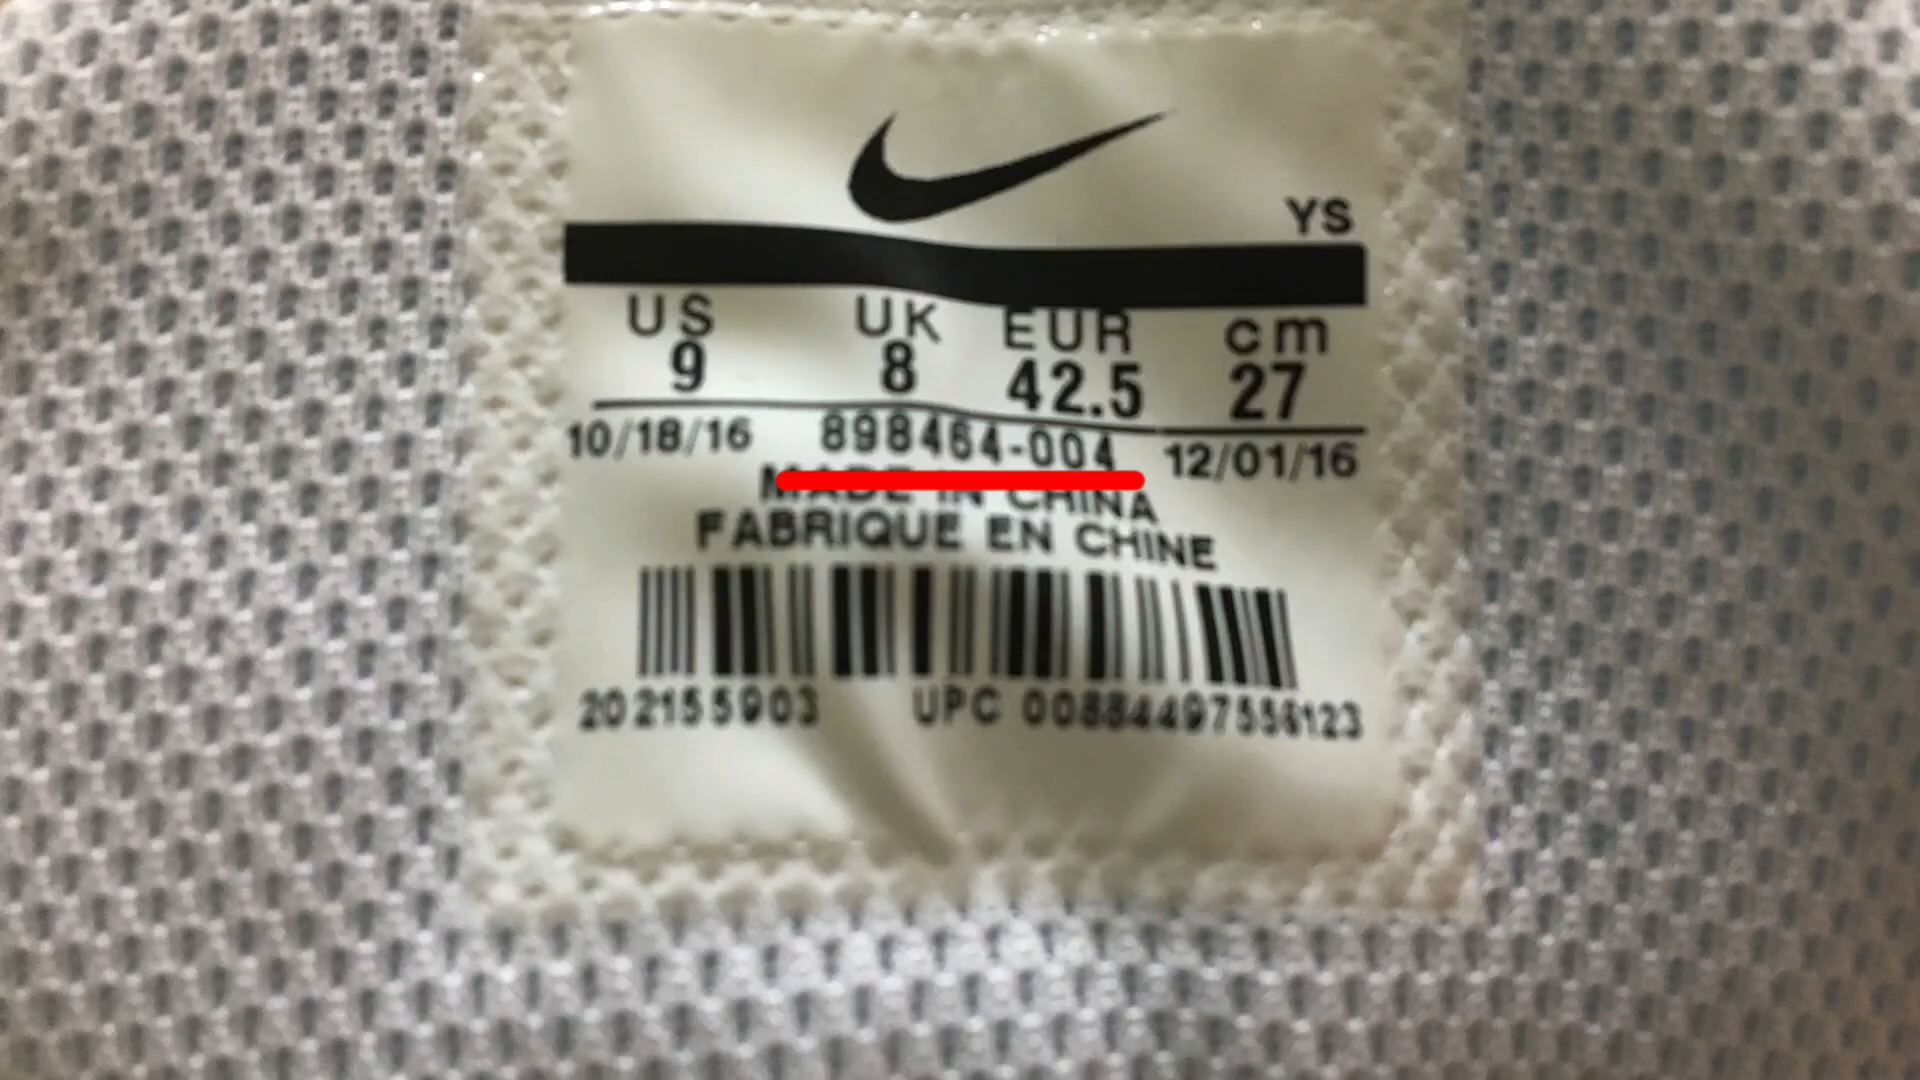 YS
US UK EUR cm
9 8 42.5 27
10/18/16 898464-004 12/01/16
MADE IN CHINA
FABRIQUE EN CHINE
202155903 UPC 00884497556123